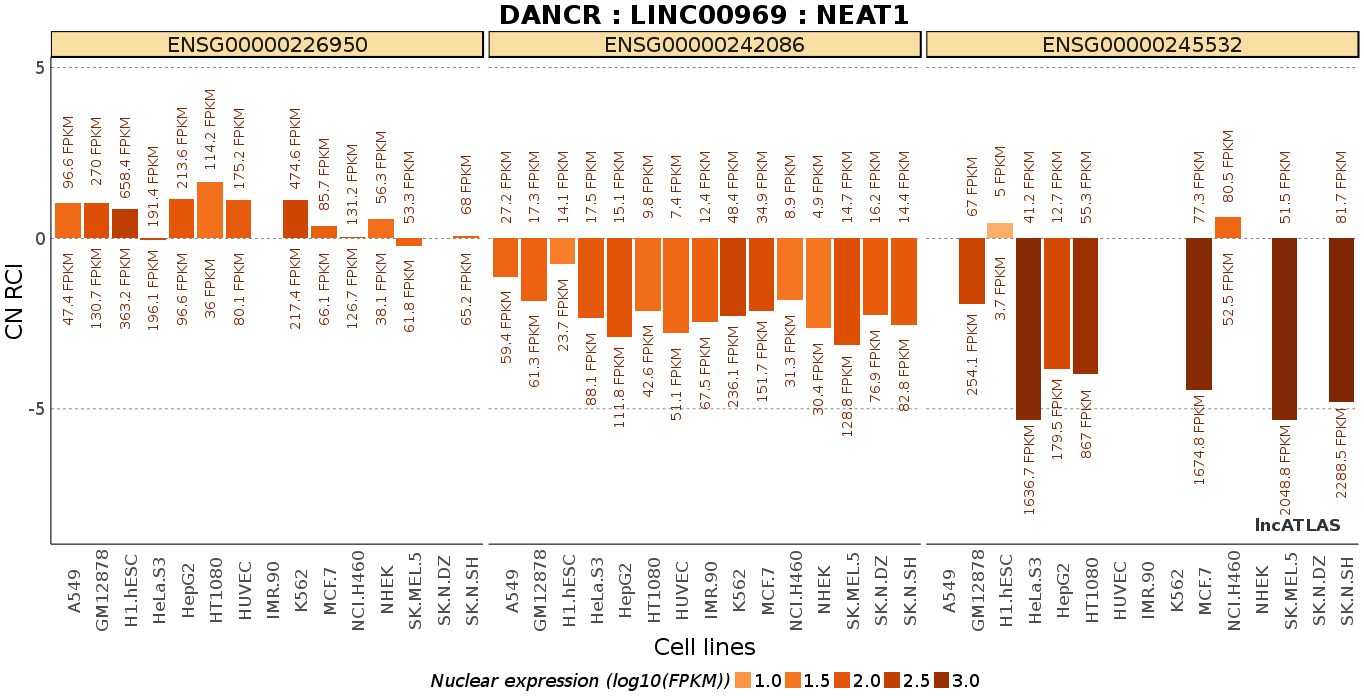 DANCR : LINC00969 : NEAT1
ENSG00000226950 ENSG00000242086 ENSG00000245532
CN RCI
5
0
-5
96.6 FPKM 270 FPKM 658.4 FPKM 191.4 FPKM 213.6 FPKM 114.2 FPKM 175.2 FPKM 474.6 FPKM 85.7 FPKM 131.2 FPKM 56.3 FPKM 53.3 FPKM 68 FPKM
47.4 FPKM 130.7 FPKM 363.2 FPKM 196.1 FPKM 96.6 FPKM 36 FPKM 80.1 FPKM 217.4 FPKM 66.1 FPKM 126.7 FPKM 38.1 FPKM 61.8 FPKM 65.2 FPKM
27.2 FPKM 17.3 FPKM 14.1 FPKM 17.5 FPKM 15.1 FPKM 9.8 FPKM 7.4 FPKM 12.4 FPKM 48.4 FPKM 34.9 FPKM 8.9 FPKM 4.9 FPKM 14.7 FPKM 16.2 FPKM 14.4 FPKM
59.4 FPKM 61.3 FPKM 23.7 FPKM 88.1 FPKM 111.8 FPKM 42.6 FPKM 51.1 FPKM 67.5 FPKM 236.1 FPKM 151.7 FPKM 31.3 FPKM 30.4 FPKM 128.8 FPKM 76.9 FPKM 82.8 FPKM
67 FPKM 5 FPKM 41.2 FPKM 12.7 FPKM 55.3 FPKM 77.3 FPKM 80.5 FPKM 51.5 FPKM 81.7 FPKM
254.1 FPKM 3.7 FPKM 1636.7 FPKM 179.5 FPKM 867 FPKM 1674.8 FPKM 52.5 FPKM 2048.8 FPKM 2288.5 FPKM
lncATLAS
A549 GM12878 H1.hESC HeLa.S3 HepG2 HT1080 HUVEC IMR.90 K562 MCF.7 NCI.H460 NHEK SK.MEL.5 SK.N.DZ SK.N.SH
A549 GM12878 H1.hESC HeLa.S3 HepG2 HT1080 HUVEC IMR.90 K562 MCF.7 NCI.H460 NHEK SK.MEL.5 SK.N.DZ SK.N.SH
A549 GM12878 H1.hESC HeLa.S3 HepG2 HT1080 HUVEC IMR.90 K562 MCF.7 NCI.H460 NHEK SK.MEL.5 SK.N.DZ SK.N.SH
Cell lines
Nuclear expression (log10(FPKM)) 1.0 1.5 2.0 2.5 3.0